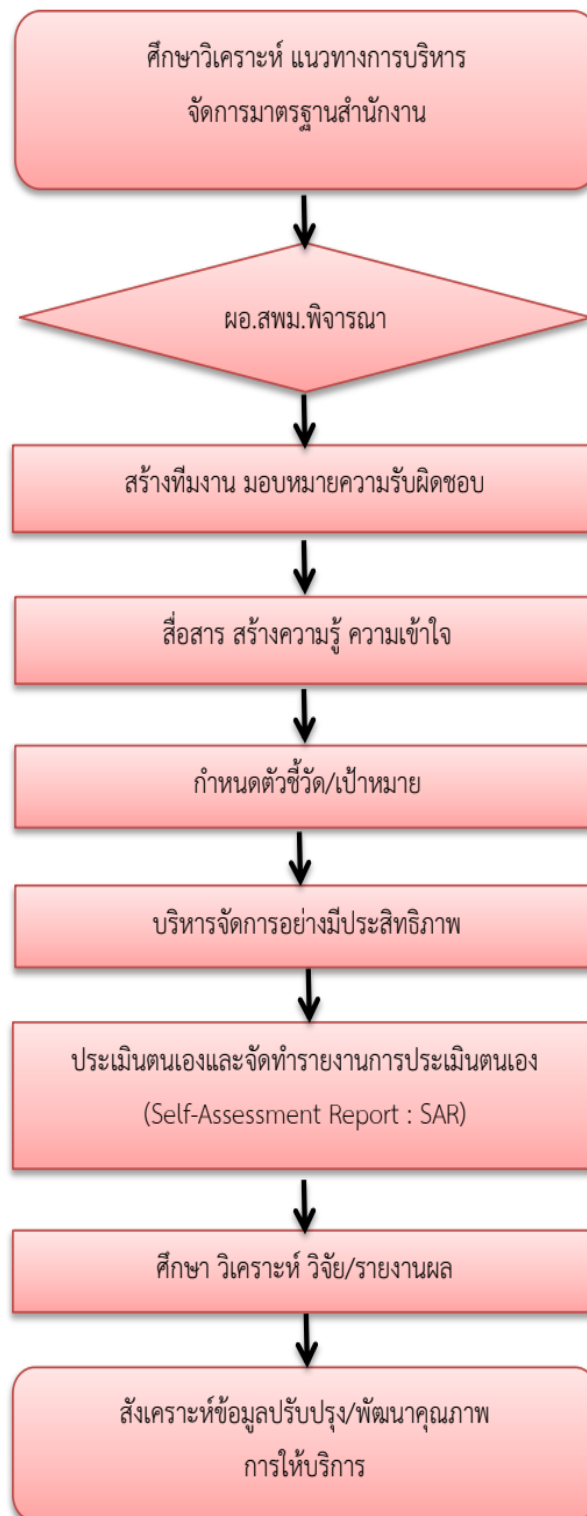 ศึกษาวิเคราะห์ แนวทางการบริหาร
จัดการมาตรฐานสำนักงาน
ผอ.สพม.พิจารณา
สร้างทีมงาน มอบหมายความรับผิดชอบ
สื่อสาร สร้างความรู้ ความเข้าใจ
กำหนดตัวชี้วัด/เป้าหมาย
บริหารจัดการอย่างมีประสิทธิภาพ
ประเมินตนเองและจัดทำรายงานการประเมินตนเอง
(Self-Assessment Report : SAR)
ศึกษา วิเคราะห์ วิจัย/รายงานผล
สังเคราะห์ข้อมูลปรับปรุง/พัฒนาคุณภาพ
การให้บริการ